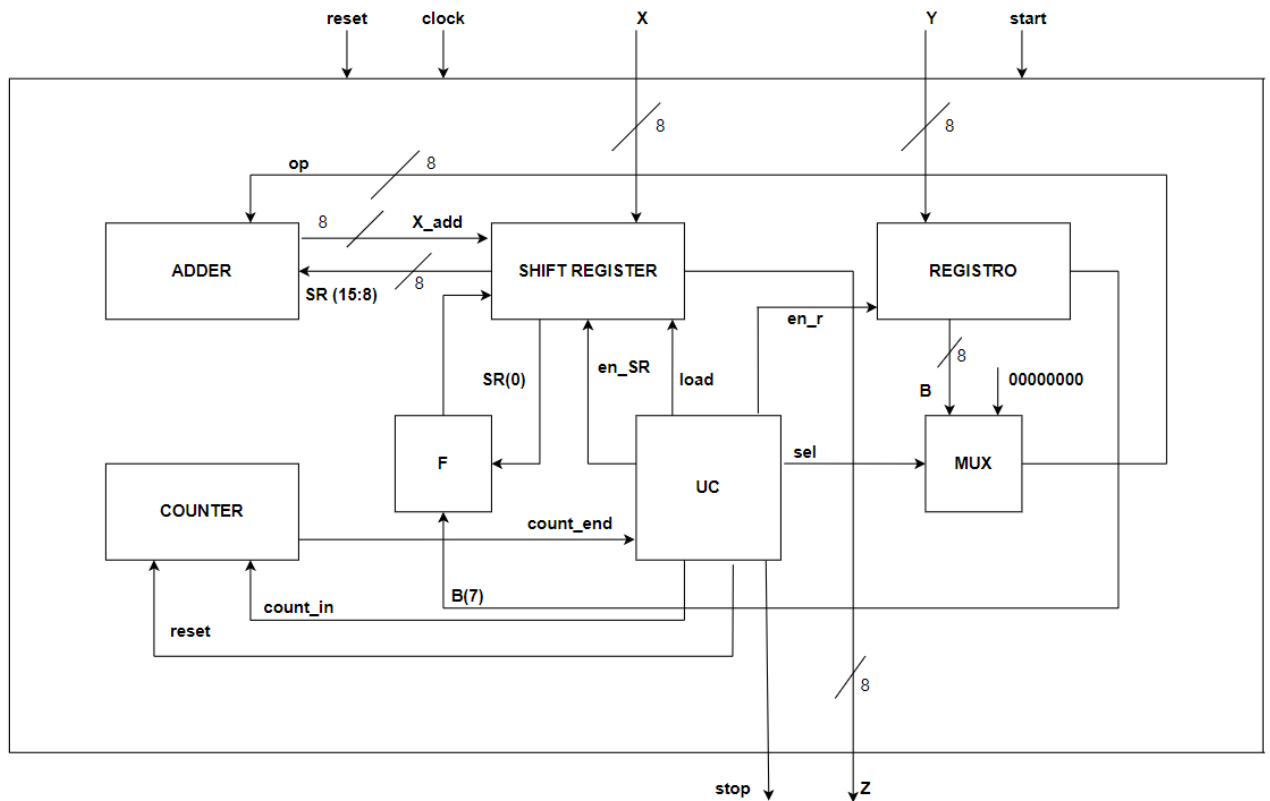 reset
clock
X
Y
start
8
8
op
8
8
X_add
ADDER
SHIFT REGISTER
REGISTRO
8
SR (15:8)
en_r
SR(0)
en_SR
load
8
B
00000000
F
UC
sel
MUX
COUNTER
count_end
B(7)
count_in
reset
8
stop
Z